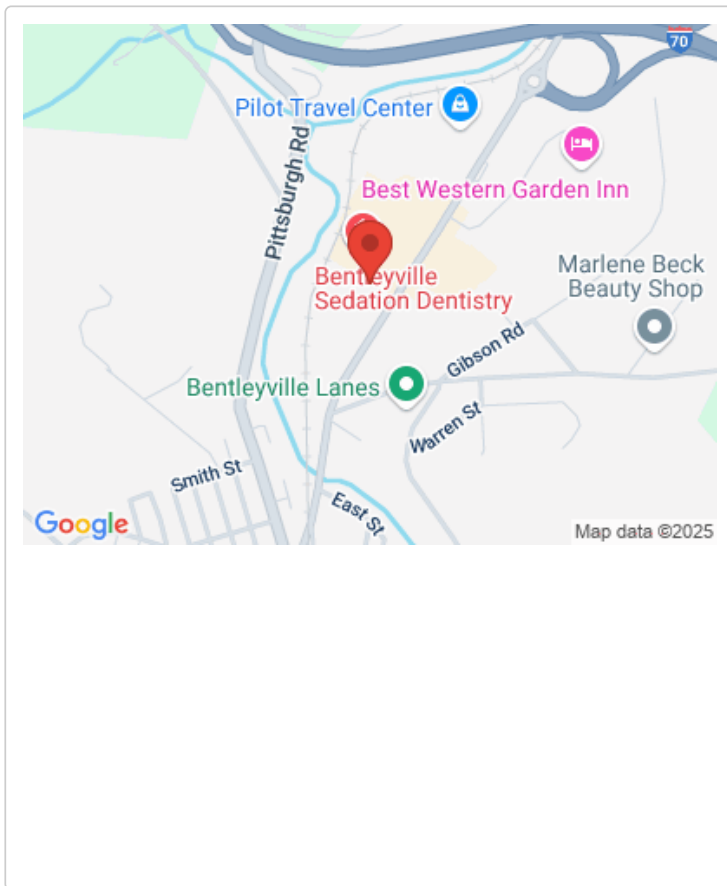 70
Pilot Travel Center
Pittsburgh Rd
Best Western Garden Inn
Bentleyville
Sedation Dentistry
Marlene Beck
Beauty Shop
Gibson Rd
Bentleyville Lanes
Warren St
Smith St
East St
Google
Map data ©2025